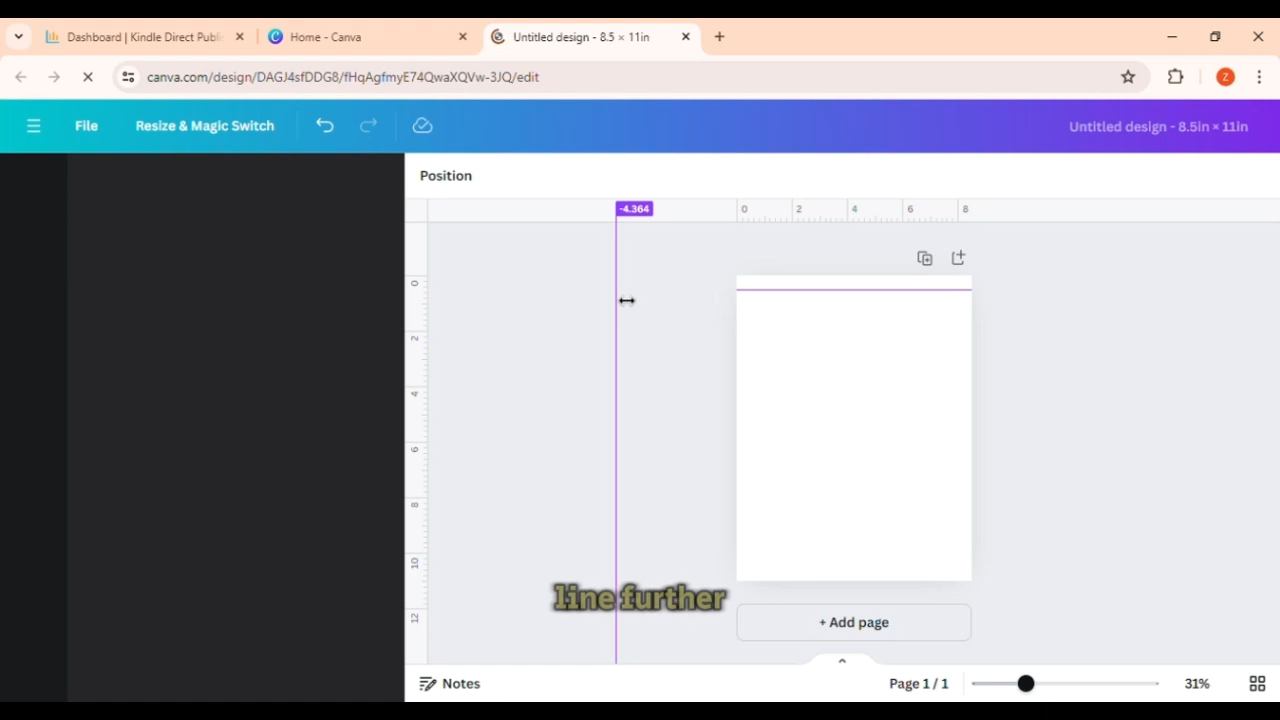 Dashboard | Kindle Direct Publi
Home - Canva
Untitled design - 8.5 × 11in
canva.com/design/DAGJ4sfDDG8/fHqAgfmyE74QwaXQVw-3JQ/edit
Z
File
Resize & Magic Switch
Untitled design - 8.5in × 11in
Position
-4.364
0 2 4 6 8
0
2
4
6
8
10
12
line further
+ Add page
Notes
Page 1 / 1
31%